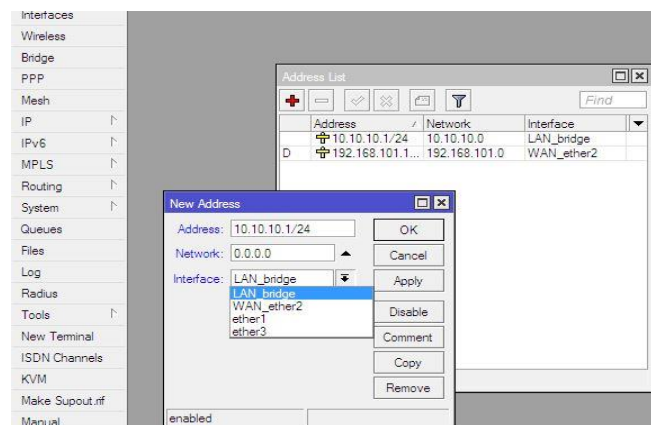 Interfaces
Wireless
Bridge
PPP
Mesh
IP
IPv6
MPLS
Routing
System
Queues
Files
Log
Radius
Tools
New Terminal
ISDN Channels
KVM
Make Supout.rif
Manual
Address List
Find
Address / Network Interface
10.10.10.1/24 10.10.10.0 LAN_bridge
D 192.168.101.1... 192.168.101.0 WAN_ether2
New Address
Address: 10.10.10.1/24 OK
Network: 0.0.0.0 Cancel
Interface: LAN_bridge Apply
LAN_bridge
WAN_ether2
ether1
ether3
Disable
Comment
Copy
Remove
enabled